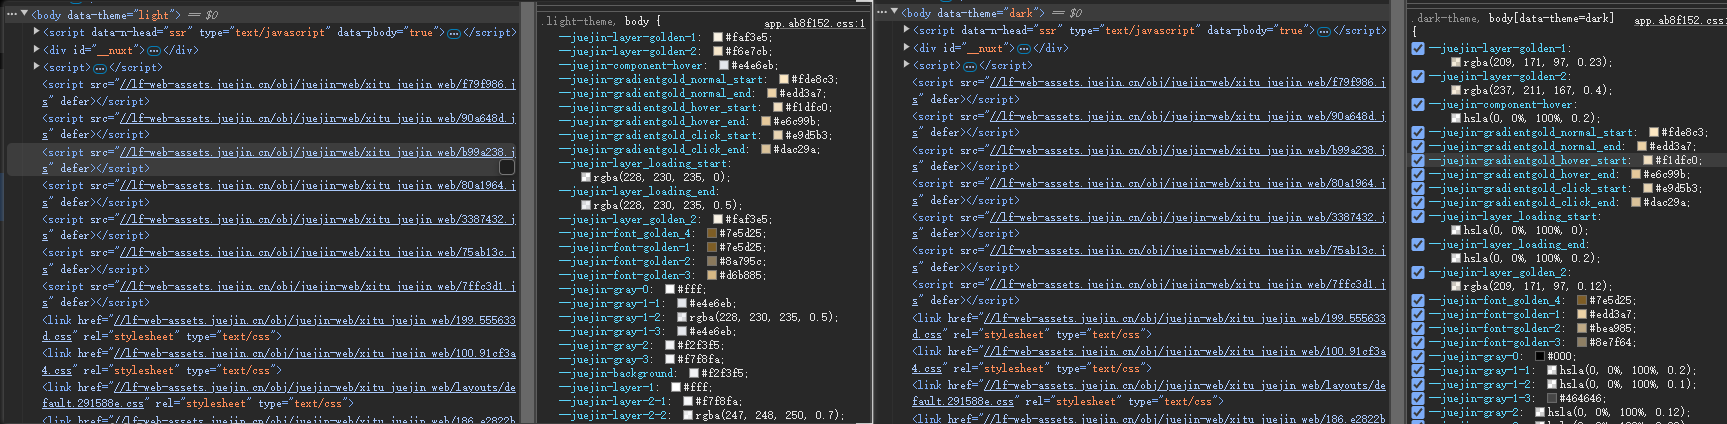 <body data-theme="light"> == $0
<script data-n-head="ssr" type="text/javascript" data-pbody="true"></script>
<div id="__nuxt"></div>
<script></script>
<script src="//lf-web-assets.juejin.cn/obj/juejin-web/xitu_juejin_web/f79f986.j
s" defer></script>
<script src="//lf-web-assets.juejin.cn/obj/juejin-web/xitu_juejin_web/90a648d.j
s" defer></script>
<script src="//lf-web-assets.juejin.cn/obj/juejin-web/xitu_juejin_web/b99a238.j
s" defer></script>
<script src="//lf-web-assets.juejin.cn/obj/juejin-web/xitu_juejin_web/80a1964.j
s" defer></script>
<script src="//lf-web-assets.juejin.cn/obj/juejin-web/xitu_juejin_web/3387432.j
s" defer></script>
<script src="//lf-web-assets.juejin.cn/obj/juejin-web/xitu_juejin_web/75ab13c.j
s" defer></script>
<script src="//lf-web-assets.juejin.cn/obj/juejin-web/xitu_juejin_web/7ffc3d1.j
s" defer></script>
<link href="//lf-web-assets.juejin.cn/obj/juejin-web/xitu_juejin_web/199.555633
d.css" rel="stylesheet" type="text/css">
<link href="//lf-web-assets.juejin.cn/obj/juejin-web/xitu_juejin_web/100.91cf3a
4.css" rel="stylesheet" type="text/css">
<link href="//lf-web-assets.juejin.cn/obj/juejin-web/xitu_juejin_web/layouts/de
fault.291588e.css" rel="stylesheet" type="text/css">
<link href="//lf-web-assets.juejin.cn/obj/juejin-web/xitu_juejin_web/186.e2822b
.light-theme, body {
app.ab8f152.css:1
--juejin-layer-golden-1: #faf3e5;
--juejin-layer-golden-2: #f6e7cb;
--juejin-component-hover: #e4e6eb;
--juejin-gradientgold_normal_start: #fde8c3;
--juejin-gradientgold_normal_end: #edd3a7;
--juejin-gradientgold_hover_start: #f1dfc0;
--juejin-gradientgold_hover_end: #e6c99b;
--juejin-gradientgold_click_start: #e9d5b3;
--juejin-gradientgold_click_end: #dac29a;
--juejin-layer_loading_start:
rgba(228, 230, 235, 0);
--juejin-layer_loading_end:
rgba(228, 230, 235, 0.5);
--juejin-layer_golden_2: #faf3e5;
--juejin-font_golden_4: #7e5d25;
--juejin-font-golden-1: #7e5d25;
--juejin-font-golden-2: #8a795c;
--juejin-font-golden-3: #d6b885;
--juejin-gray-0: #fff;
--juejin-gray-1-1: #e4e6eb;
--juejin-gray-1-2: rgba(228, 230, 235, 0.5);
--juejin-gray-1-3: #e4e6eb;
--juejin-gray-2: #f2f3f5;
--juejin-gray-3: #f7f8fa;
--juejin-background: #f2f3f5;
--juejin-layer-1: #fff;
--juejin-layer-2-1: #f7f8fa;
--juejin-layer-2-2: rgba(247, 248, 250, 0.7);
<body data-theme="dark"> == $0
<script data-n-head="ssr" type="text/javascript" data-pbody="true"></script>
<div id="__nuxt"></div>
<script></script>
<script src="//lf-web-assets.juejin.cn/obj/juejin-web/xitu_juejin_web/f79f986.j
s" defer></script>
<script src="//lf-web-assets.juejin.cn/obj/juejin-web/xitu_juejin_web/90a648d.j
s" defer></script>
<script src="//lf-web-assets.juejin.cn/obj/juejin-web/xitu_juejin_web/b99a238.j
s" defer></script>
<script src="//lf-web-assets.juejin.cn/obj/juejin-web/xitu_juejin_web/80a1964.j
s" defer></script>
<script src="//lf-web-assets.juejin.cn/obj/juejin-web/xitu_juejin_web/3387432.j
s" defer></script>
<script src="//lf-web-assets.juejin.cn/obj/juejin-web/xitu_juejin_web/75ab13c.j
s" defer></script>
<script src="//lf-web-assets.juejin.cn/obj/juejin-web/xitu_juejin_web/7ffc3d1.j
s" defer></script>
<link href="//lf-web-assets.juejin.cn/obj/juejin-web/xitu_juejin_web/199.555633
d.css" rel="stylesheet" type="text/css">
<link href="//lf-web-assets.juejin.cn/obj/juejin-web/xitu_juejin_web/100.91cf3a
4.css" rel="stylesheet" type="text/css">
<link href="//lf-web-assets.juejin.cn/obj/juejin-web/xitu_juejin_web/layouts/de
fault.291588e.css" rel="stylesheet" type="text/css">
<link href="//lf-web-assets.juejin.cn/obj/juejin-web/xitu_juejin_web/186.e2822b
.dark-theme, body[data-theme=dark]
app.ab8f152.css:1
{
--juejin-layer-golden-1:
rgba(209, 171, 97, 0.23);
--juejin-layer-golden-2:
rgba(237, 211, 167, 0.4);
--juejin-component-hover:
hsla(0, 0%, 100%, 0.2);
--juejin-gradientgold_normal_start: #fde8c3;
--juejin-gradientgold_normal_end: #edd3a7;
--juejin-gradientgold_hover_start: #f1dfc0;
--juejin-gradientgold_hover_end: #e6c99b;
--juejin-gradientgold_click_start: #e9d5b3;
--juejin-gradientgold_click_end: #dac29a;
--juejin-layer_loading_start:
hsla(0, 0%, 100%, 0);
--juejin-layer_loading_end:
hsla(0, 0%, 100%, 0.2);
--juejin-layer_golden_2:
rgba(209, 171, 97, 0.12);
--juejin-font_golden_4: #7e5d25;
--juejin-font-golden-1: #edd3a7;
--juejin-font-golden-2: #bea985;
--juejin-font-golden-3: #8e7f64;
--juejin-gray-0: #000;
--juejin-gray-1-1: hsla(0, 0%, 100%, 0.2);
--juejin-gray-1-2: hsla(0, 0%, 100%, 0.1);
--juejin-gray-1-3: #464646;
--juejin-gray-2: hsla(0, 0%, 100%, 0.12);